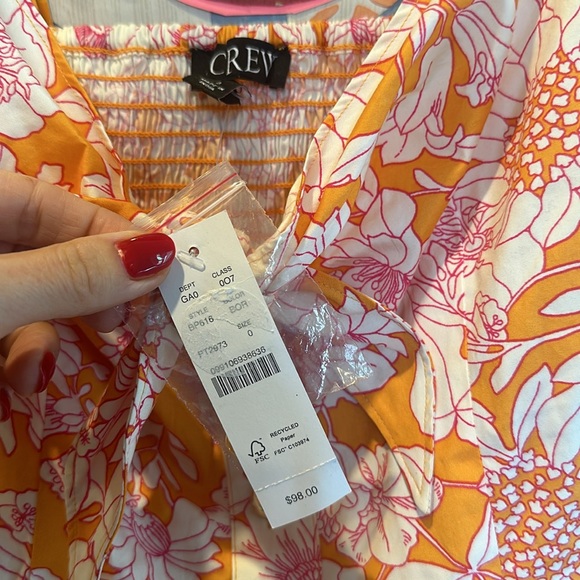 CREW
DEPT CLASS
GA0 0O7
STYLE COLOR
BP616 BOR
SIZE
PT2973 0
099106938636
RECYCLED
Paper
FSC
FSC® C103974
$98.00